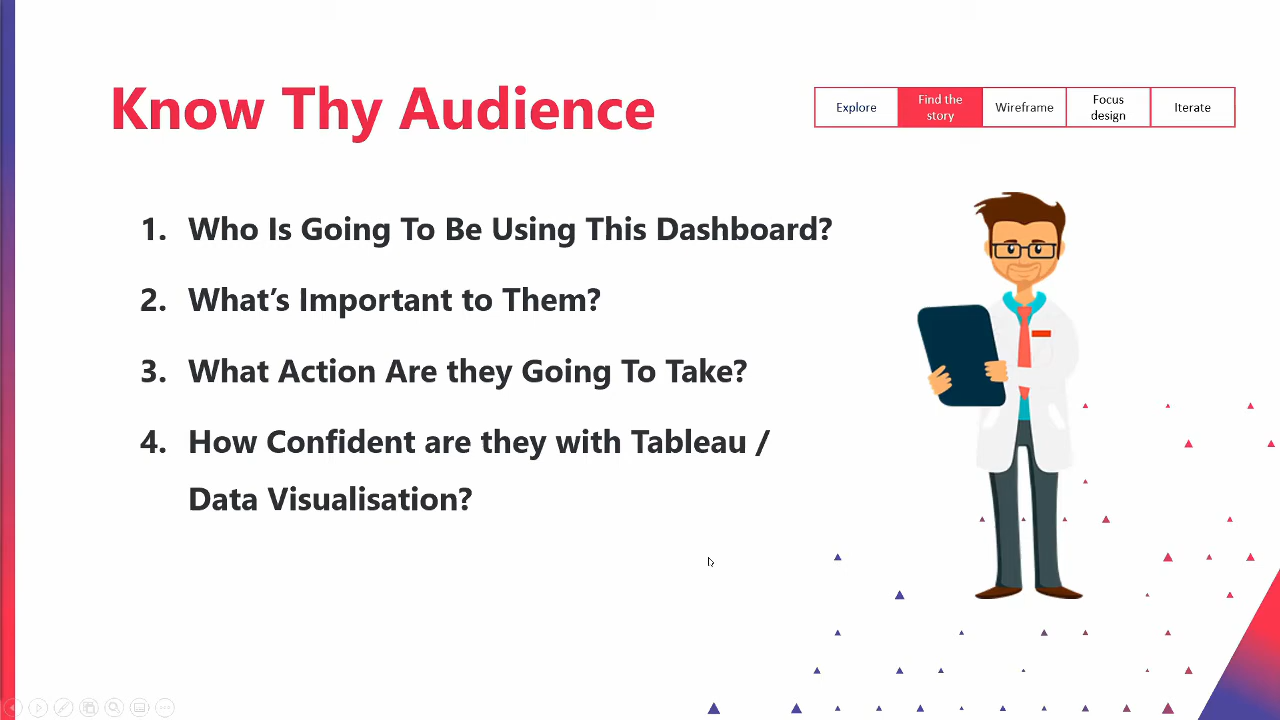 Know Thy Audience
Explore
Find the
story
Wireframe
Focus
design
Iterate
1. Who Is Going To Be Using This Dashboard?
2. What’s Important to Them?
3. What Action Are they Going To Take?
4. How Confident are they with Tableau /
Data Visualisation?